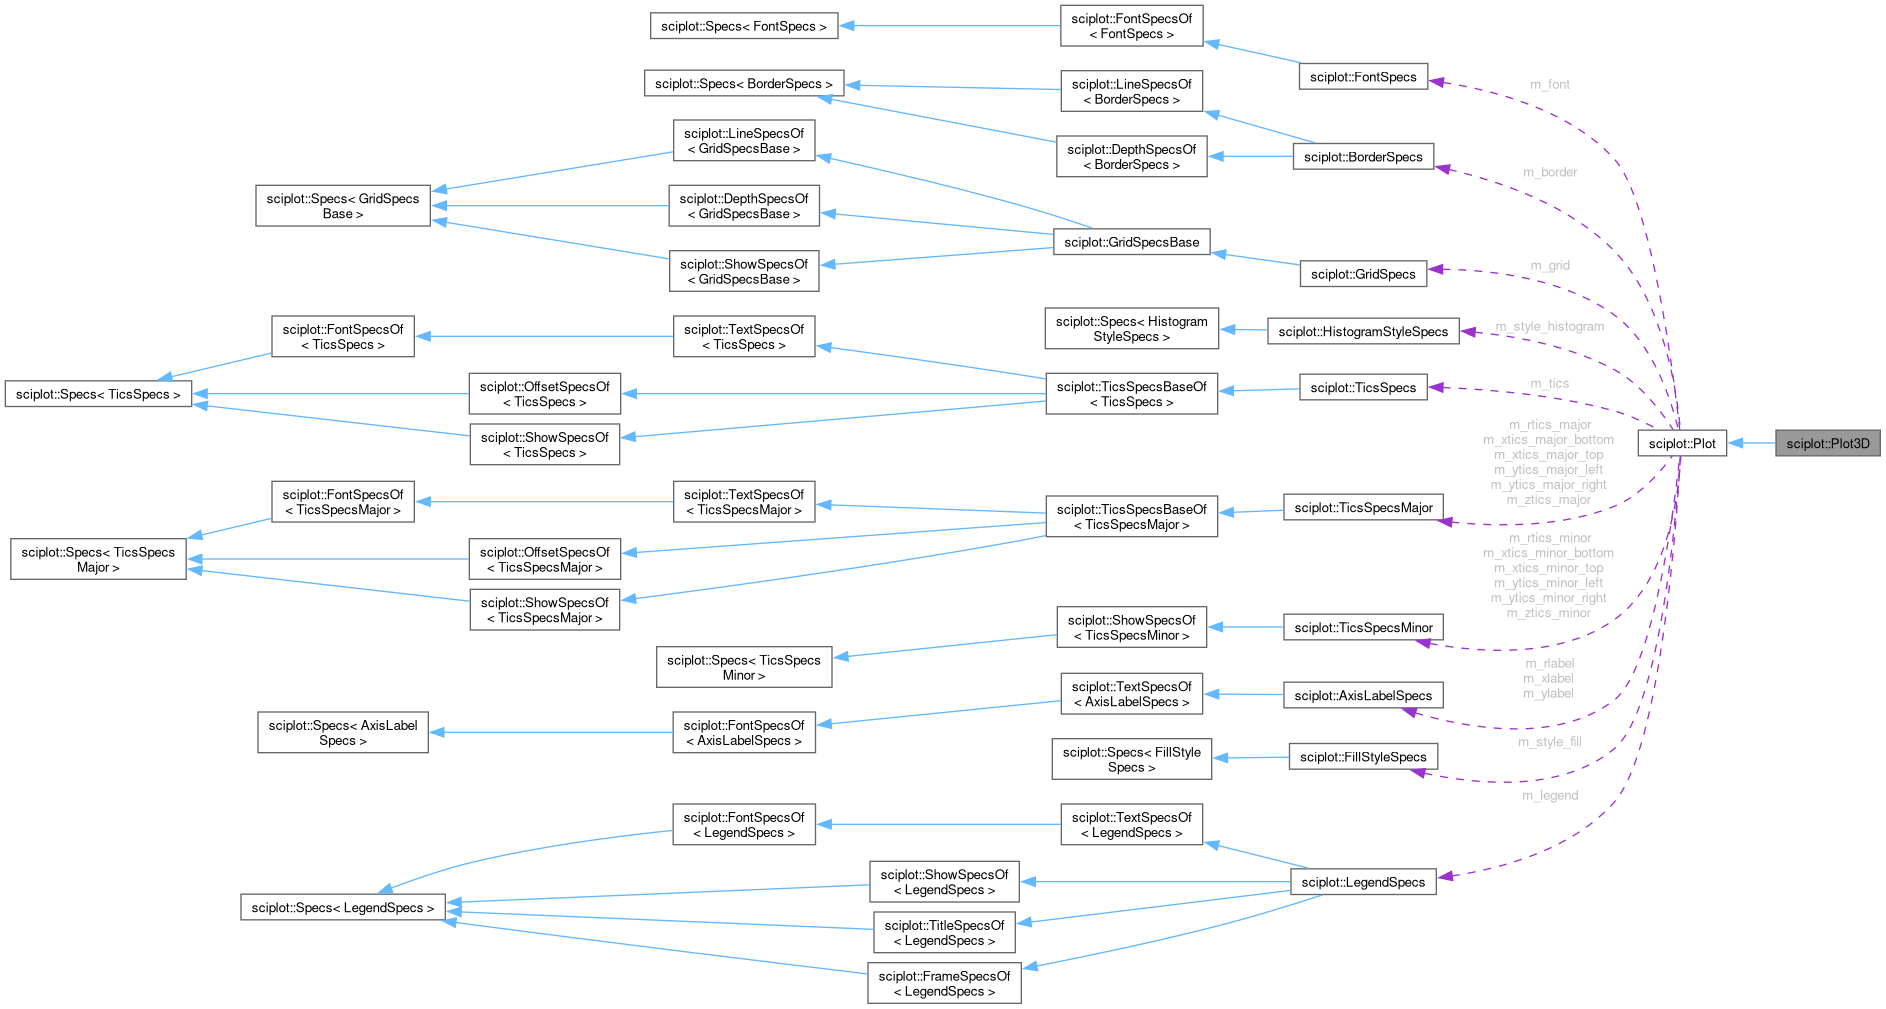 sciplot::Specs< FontSpecs >
sciplot::FontSpecsOf
< FontSpecs >
sciplot::FontSpecs
m_font
sciplot::Specs< BorderSpecs >
sciplot::LineSpecsOf
< BorderSpecs >
sciplot::DepthSpecsOf
< BorderSpecs >
sciplot::BorderSpecs
m_border
sciplot::LineSpecsOf
< GridSpecsBase >
sciplot::Specs< GridSpecs
Base >
sciplot::DepthSpecsOf
< GridSpecsBase >
sciplot::ShowSpecsOf
< GridSpecsBase >
sciplot::GridSpecsBase
sciplot::GridSpecs
m_grid
sciplot::Specs< Histogram
StyleSpecs >
sciplot::HistogramStyleSpecs
m_style_histogram
sciplot::FontSpecsOf
< TicsSpecs >
sciplot::TextSpecsOf
< TicsSpecs >
sciplot::Specs< TicsSpecs >
sciplot::OffsetSpecsOf
< TicsSpecs >
sciplot::ShowSpecsOf
< TicsSpecs >
sciplot::TicsSpecsBaseOf
< TicsSpecs >
sciplot::TicsSpecs
m_tics
sciplot::Plot
sciplot::Plot3D
m_rtics_major
m_xtics_major_bottom
m_xtics_major_top
m_ytics_major_left
m_ytics_major_right
m_ztics_major
sciplot::FontSpecsOf
< TicsSpecsMajor >
sciplot::TextSpecsOf
< TicsSpecsMajor >
sciplot::Specs< TicsSpecs
Major >
sciplot::OffsetSpecsOf
< TicsSpecsMajor >
sciplot::ShowSpecsOf
< TicsSpecsMajor >
sciplot::TicsSpecsBaseOf
< TicsSpecsMajor >
sciplot::TicsSpecsMajor
m_rtics_minor
m_xtics_minor_bottom
m_xtics_minor_top
m_ytics_minor_left
m_ytics_minor_right
m_ztics_minor
sciplot::Specs< TicsSpecs
Minor >
sciplot::ShowSpecsOf
< TicsSpecsMinor >
sciplot::TicsSpecsMinor
m_rlabel
m_xlabel
m_ylabel
sciplot::Specs< AxisLabel
Specs >
sciplot::FontSpecsOf
< AxisLabelSpecs >
sciplot::TextSpecsOf
< AxisLabelSpecs >
sciplot::AxisLabelSpecs
sciplot::Specs< FillStyle
Specs >
sciplot::FillStyleSpecs
m_style_fill
m_legend
sciplot::FontSpecsOf
< LegendSpecs >
sciplot::TextSpecsOf
< LegendSpecs >
sciplot::Specs< LegendSpecs >
sciplot::ShowSpecsOf
< LegendSpecs >
sciplot::TitleSpecsOf
< LegendSpecs >
sciplot::FrameSpecsOf
< LegendSpecs >
sciplot::LegendSpecs